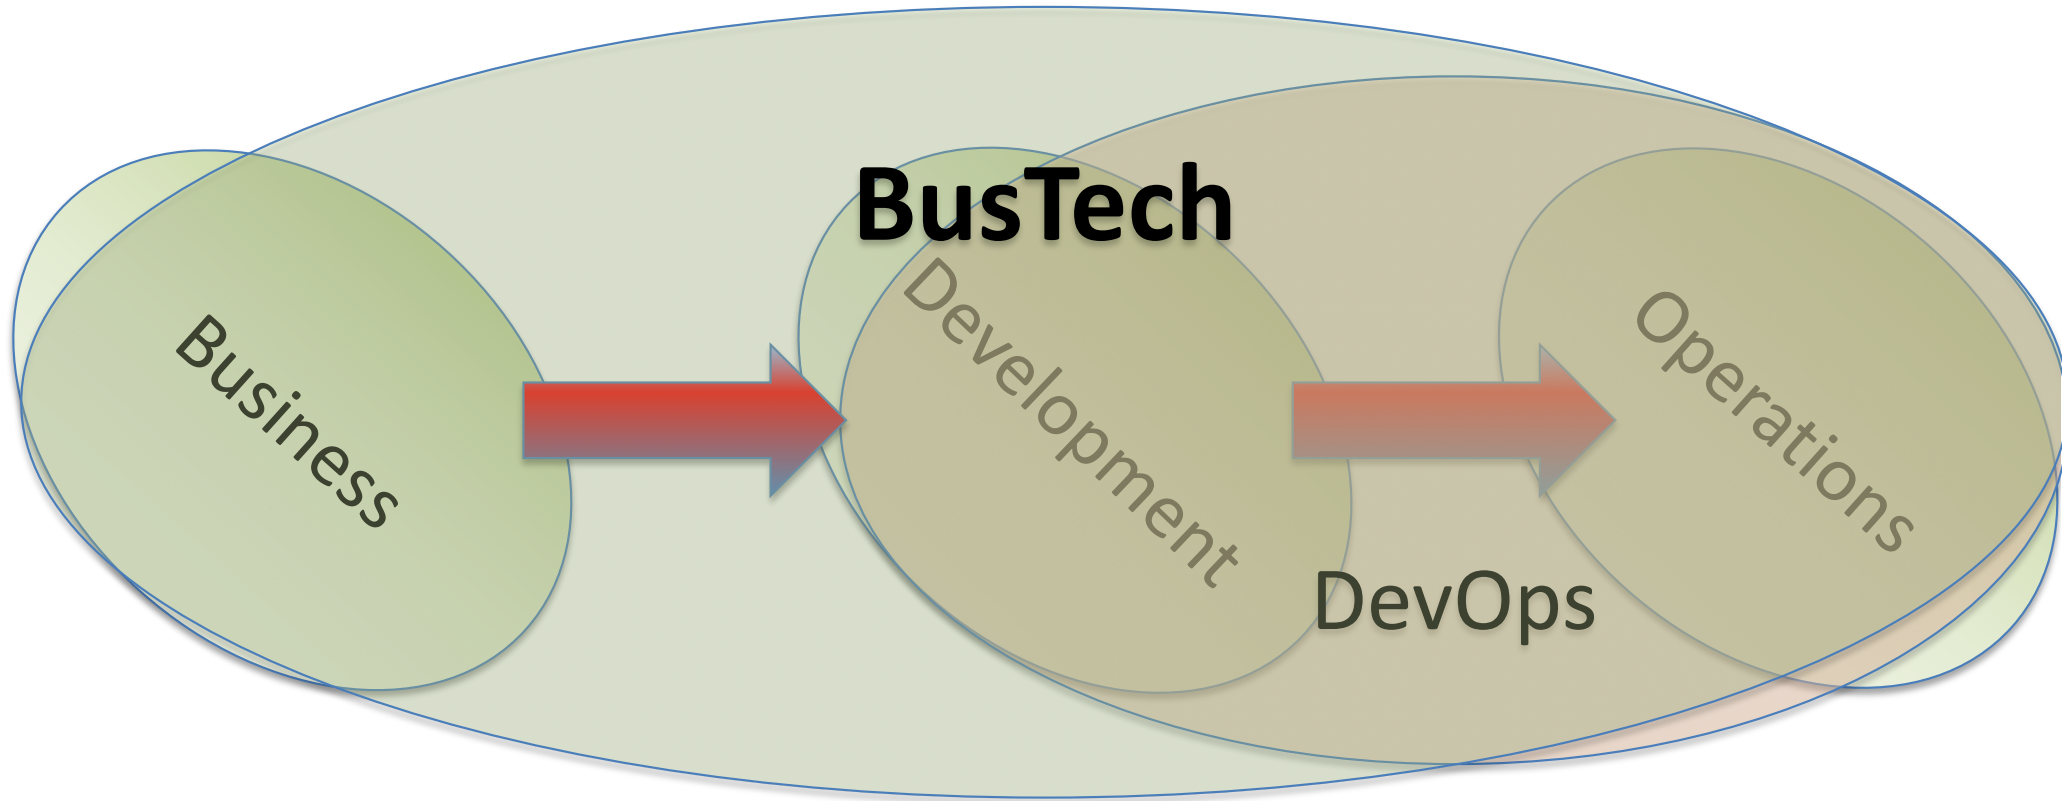 BusTech
Business
Development
Operations
DevOps